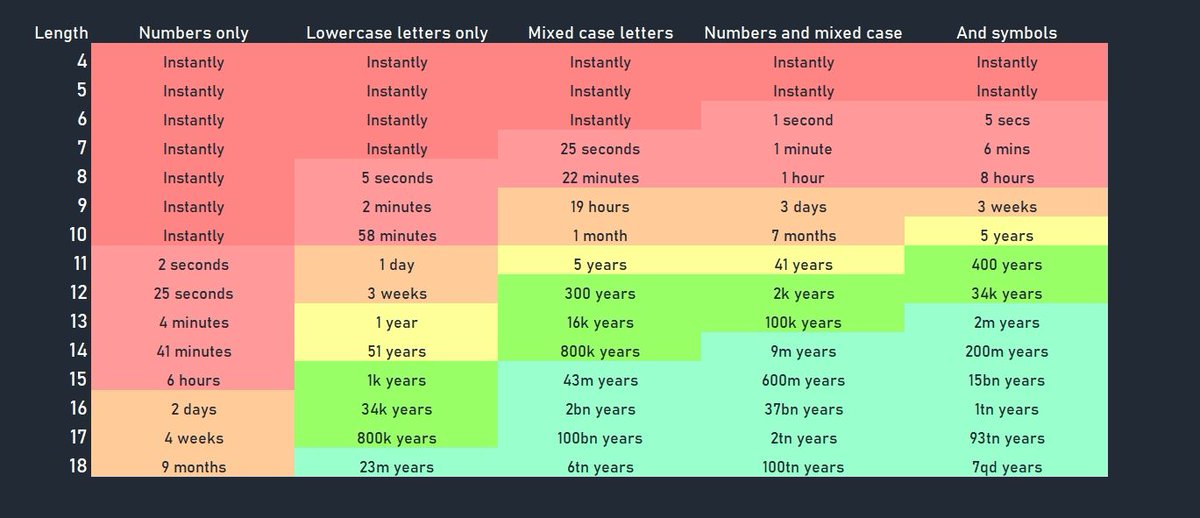 Length Numbers only Lowercase letters only Mixed case letters Numbers and mixed case And symbols
4 Instantly Instantly Instantly Instantly Instantly
5 Instantly Instantly Instantly Instantly Instantly
6 Instantly Instantly Instantly 1 second 5 secs
7 Instantly Instantly 25 seconds 1 minute 6 mins
8 Instantly 5 seconds 22 minutes 1 hour 8 hours
9 Instantly 2 minutes 19 hours 3 days 3 weeks
10 Instantly 58 minutes 1 month 7 months 5 years
11 2 seconds 1 day 5 years 41 years 400 years
12 25 seconds 3 weeks 300 years 2k years 34k years
13 4 minutes 1 year 16k years 100k years 2m years
14 41 minutes 51 years 800k years 9m years 200m years
15 6 hours 1k years 43m years 600m years 15bn years
16 2 days 34k years 2bn years 37bn years 1tn years
17 4 weeks 800k years 100bn years 2tn years 93tn years
18 9 months 23m years 6tn years 100tn years 7qd years